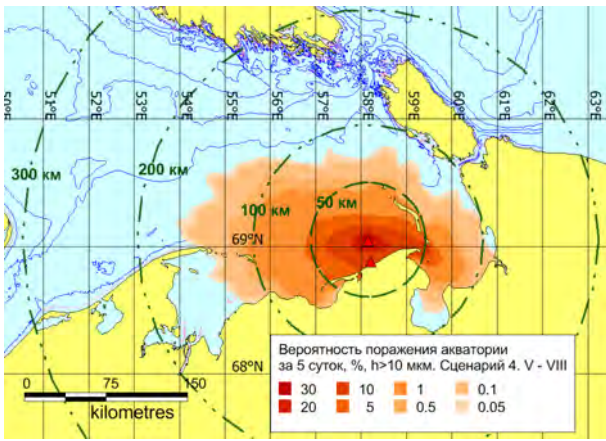 50°E
51°E
52°E
53°E
54°E
55°E
56°E
57°E
58°E
59°E
60°E
61°E
62°E
63°E
300 км
200 км
100 км
50 км
69°N
68°N
Вероятность поражения акватории
за 5 суток, %, h>10 мкм. Сценарий 4. V - VIII
30 10 1 0.1
20 5 0.5 0.05
0 75 150
kilometres